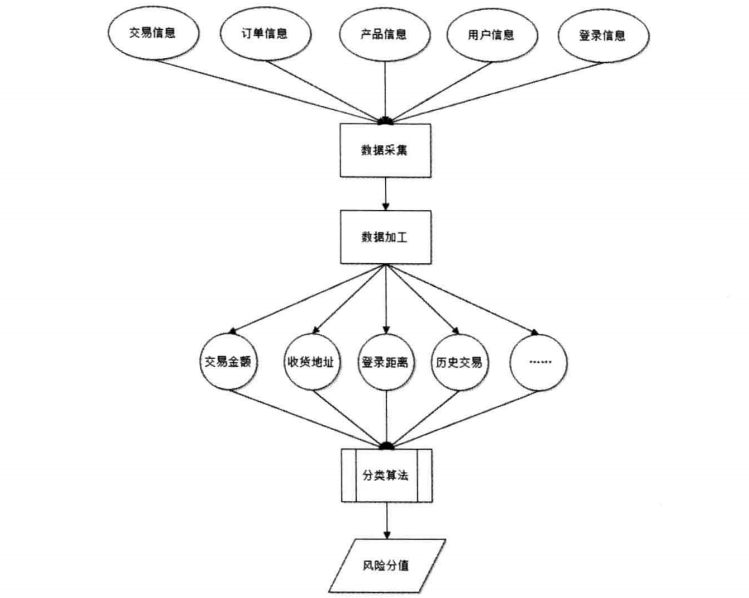 交易信息
订单信息
产品信息
用户信息
登录信息
数据采集
数据加工
交易金额
收货地址
登录距离
历史交易
……
分类算法
风险分值